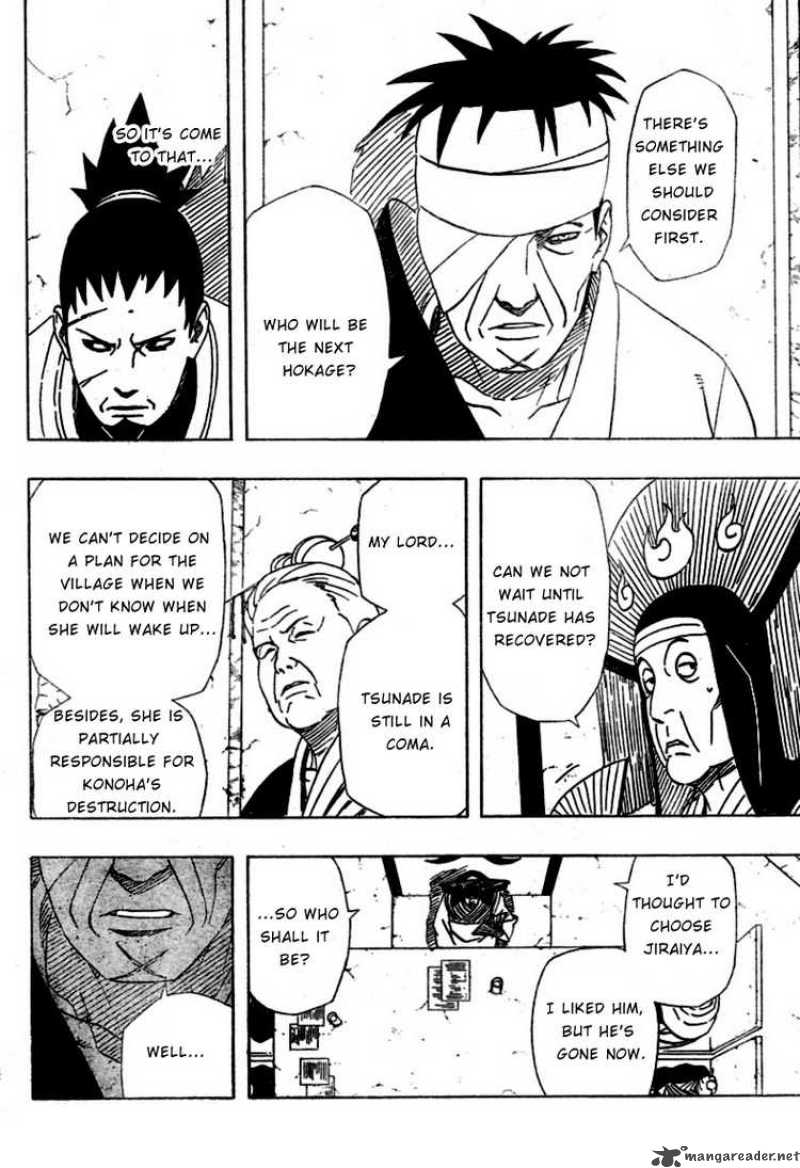 THERE'S
SOMETHING
ELSE WE
SHOULD
CONSIDER
FIRST.
WHO WILL BE
THE NEXT
HOKAGE?
SO IT'S COME
TO THAT...
CAN WE NOT
WAIT UNTIL
TSUNADE HAS
RECOVERED?
MY LORD...
TSUNADE IS
STILL IN A
COMA.
WE CAN'T DECIDE ON
A PLAN FOR THE
VILLAGE WHEN WE
DON'T KNOW WHEN
SHE WILL WAKE UP...
BESIDES, SHE IS
PARTIALLY
RESPONSIBLE FOR
KONOHA'S
DESTRUCTION.
I'D
THOUGHT TO
CHOOSE
JIRAIYA...
I LIKED HIM,
BUT HE'S
GONE NOW.
...SO WHO
SHALL IT
BE?
WELL...
mangareader.net